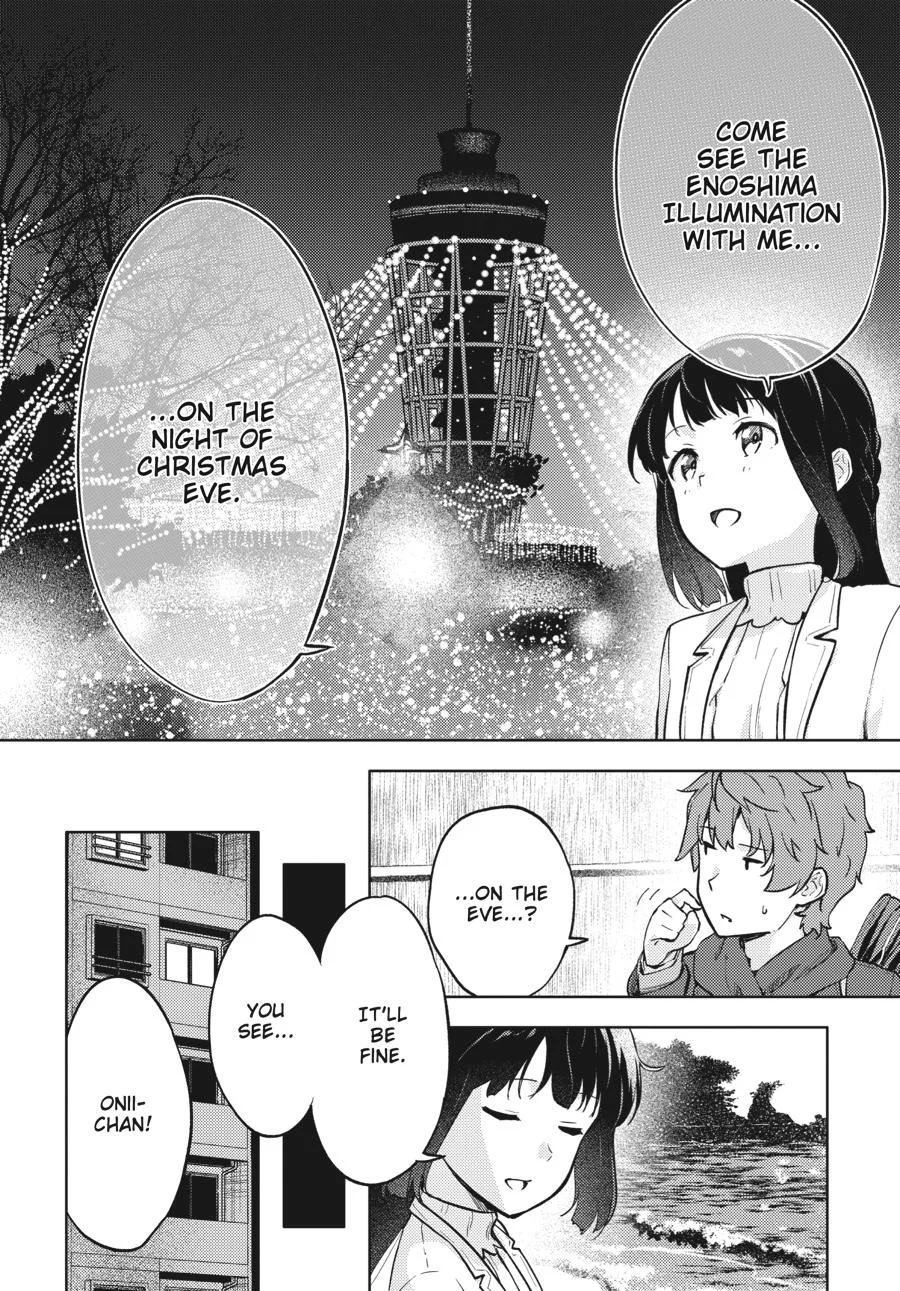 COME
SEE THE
ENOSHIMA
ILLUMINATION
WITH ME...
...ON THE
NIGHT OF
CHRISTMAS
EVE.
...ON THE
EVE...?
IT'LL
BE
FINE.
YOU
SEE...
ONII-
CHAN!